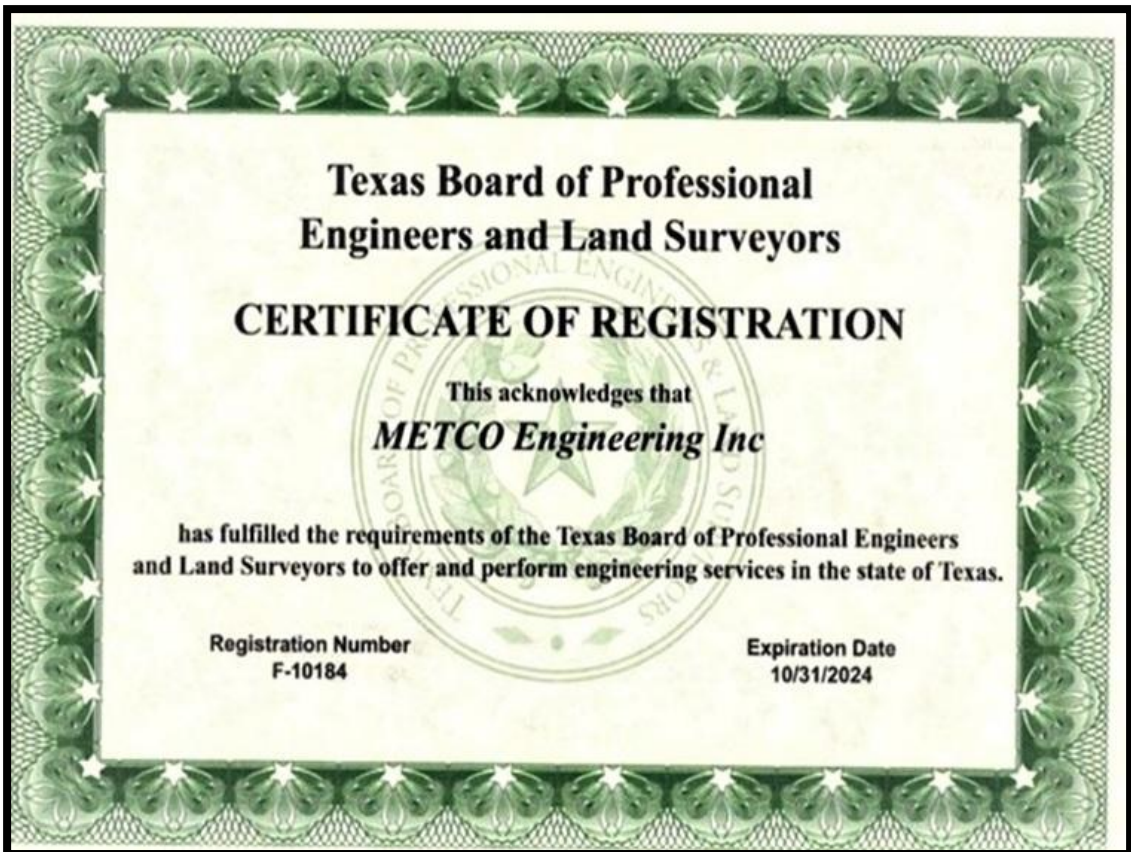 Texas Board of Professional
Engineers and Land Surveyors
CERTIFICATE OF REGISTRATION
This acknowledges that
METCO Engineering Inc
has fulfilled the requirements of the Texas Board of Professional Engineers
and Land Surveyors to offer and perform engineering services in the state of Texas.
Registration Number
F-10184
Expiration Date
10/31/2024